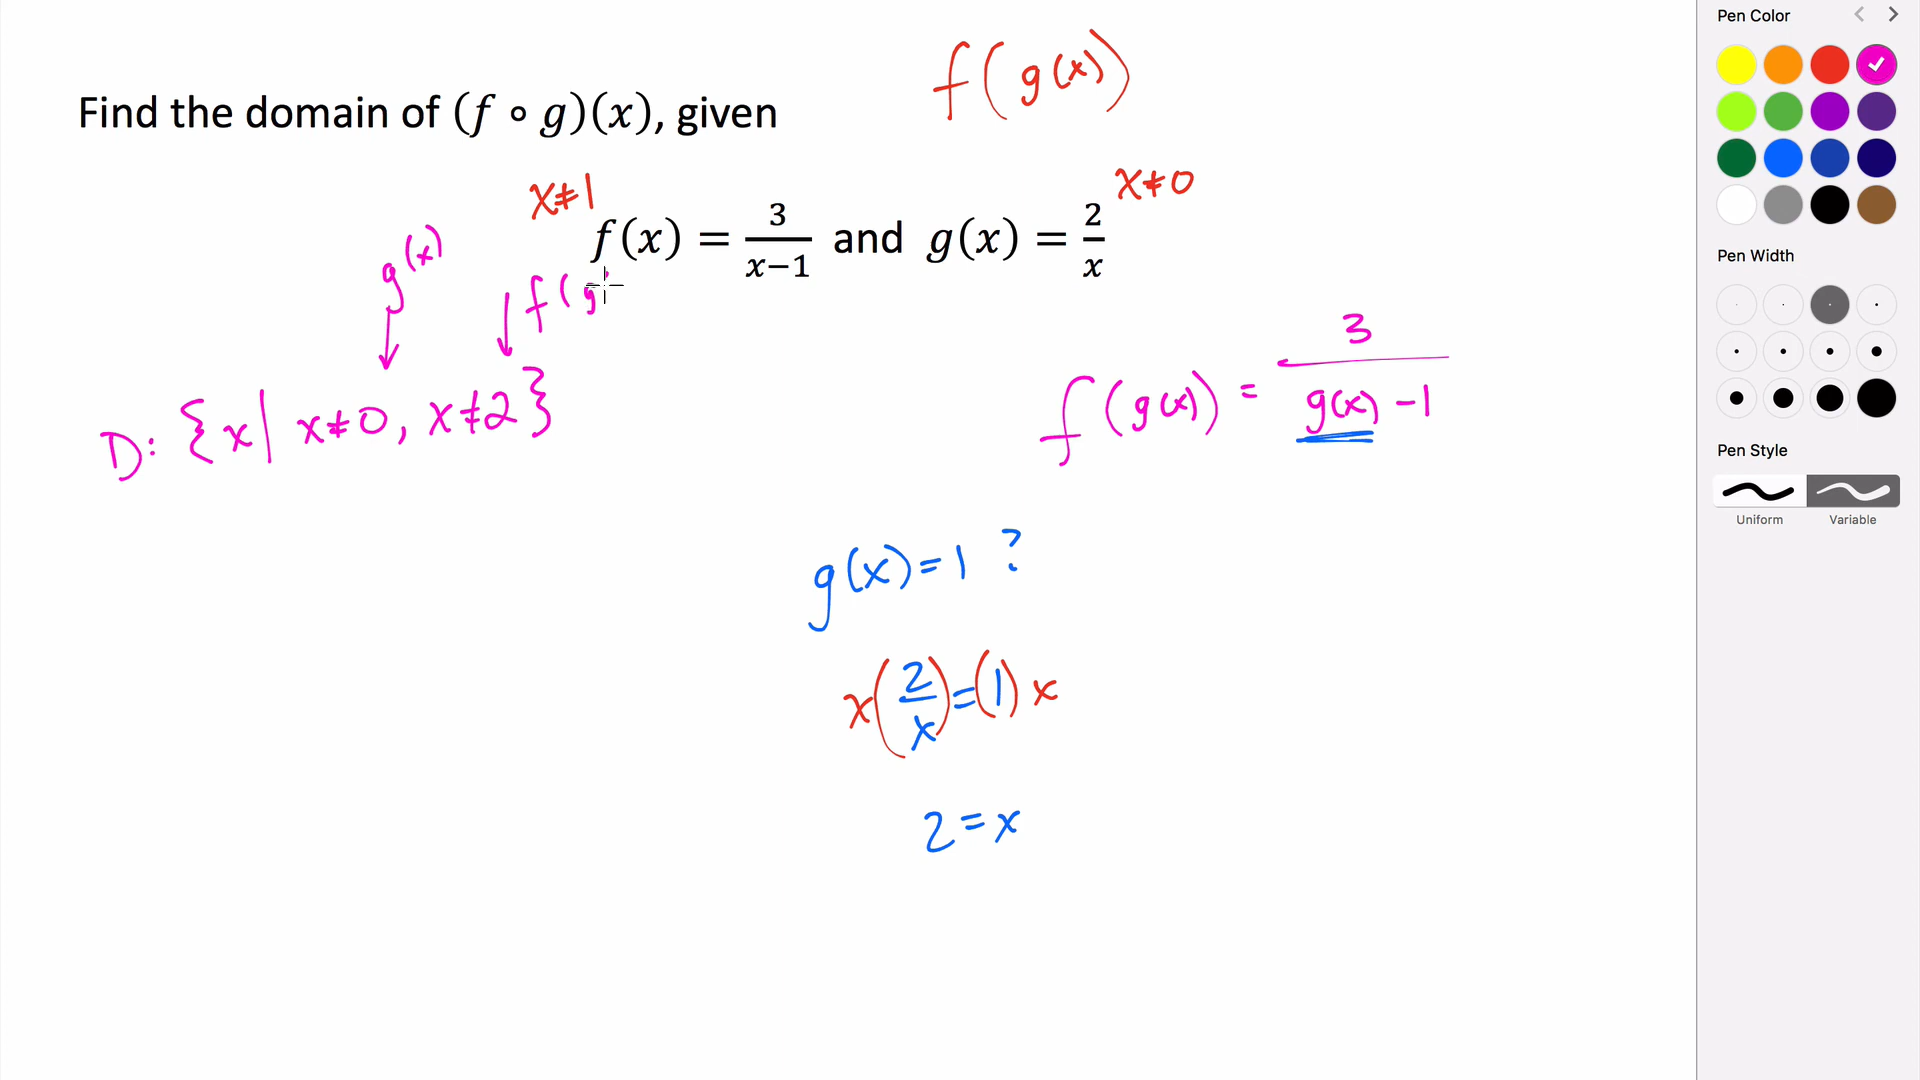 f(g(x))
Find the domain of (f ∘ g)(x), given
x≠1
x≠0
f(x) = 3/(x−1) and g(x) = 2/x
g(x)
f(g
D: {x| x≠0, x≠2}
f(g(x)) = 3/(g(x) - 1)
g(x)=1 ?
x(2/x)=(1)x
2=x
Pen Color
Pen Width
Pen Style
Uniform Variable